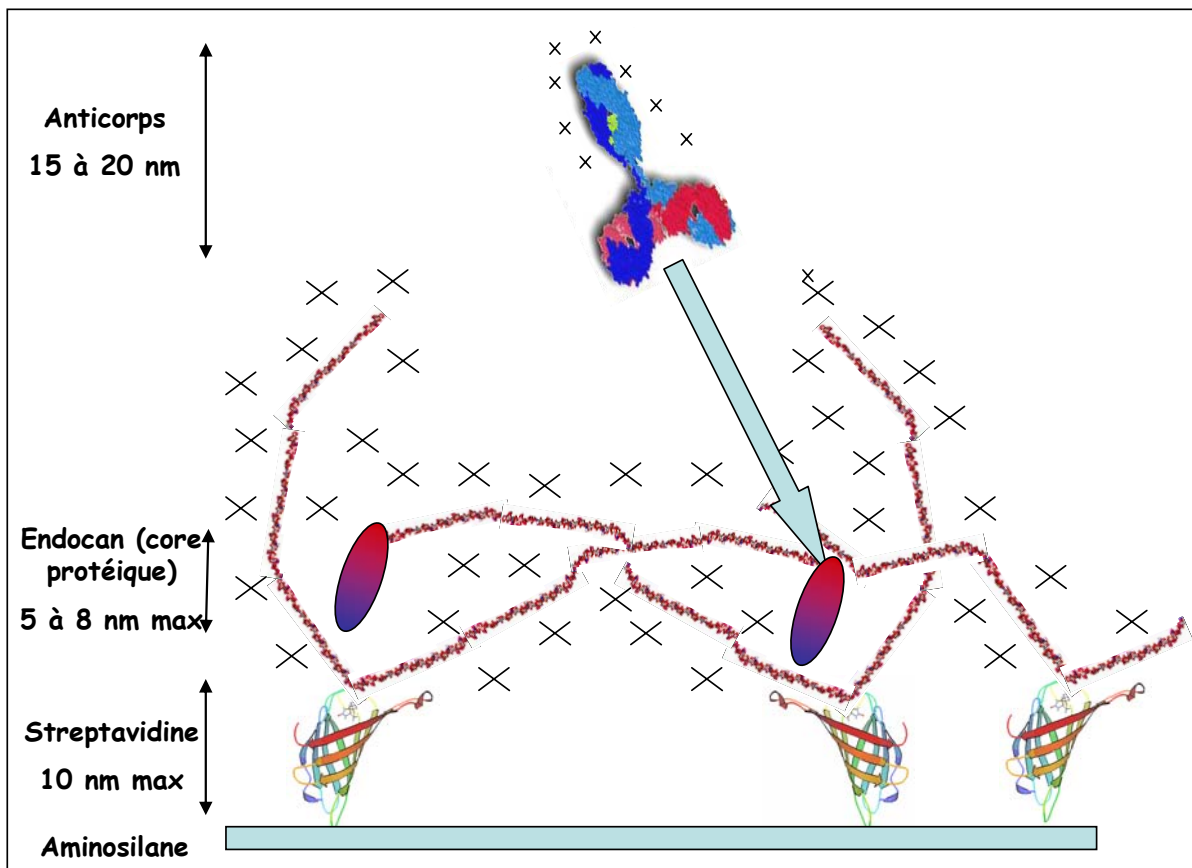 Anticorps
15 à 20 nm
Endocan (core
protéique)
5 à 8 nm max
Streptavidine
10 nm max
Aminosilane